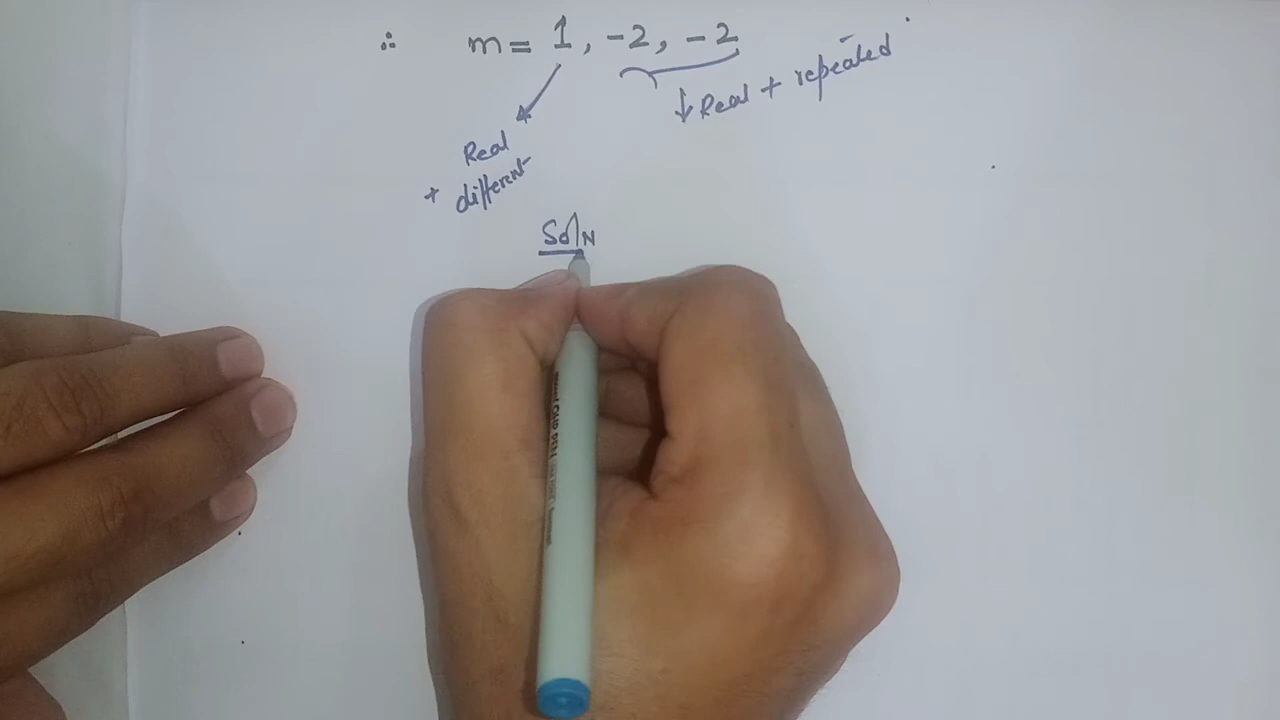 ∴ m = 1, -2, -2
↓ Real + repeated
Real
+ different
Soln